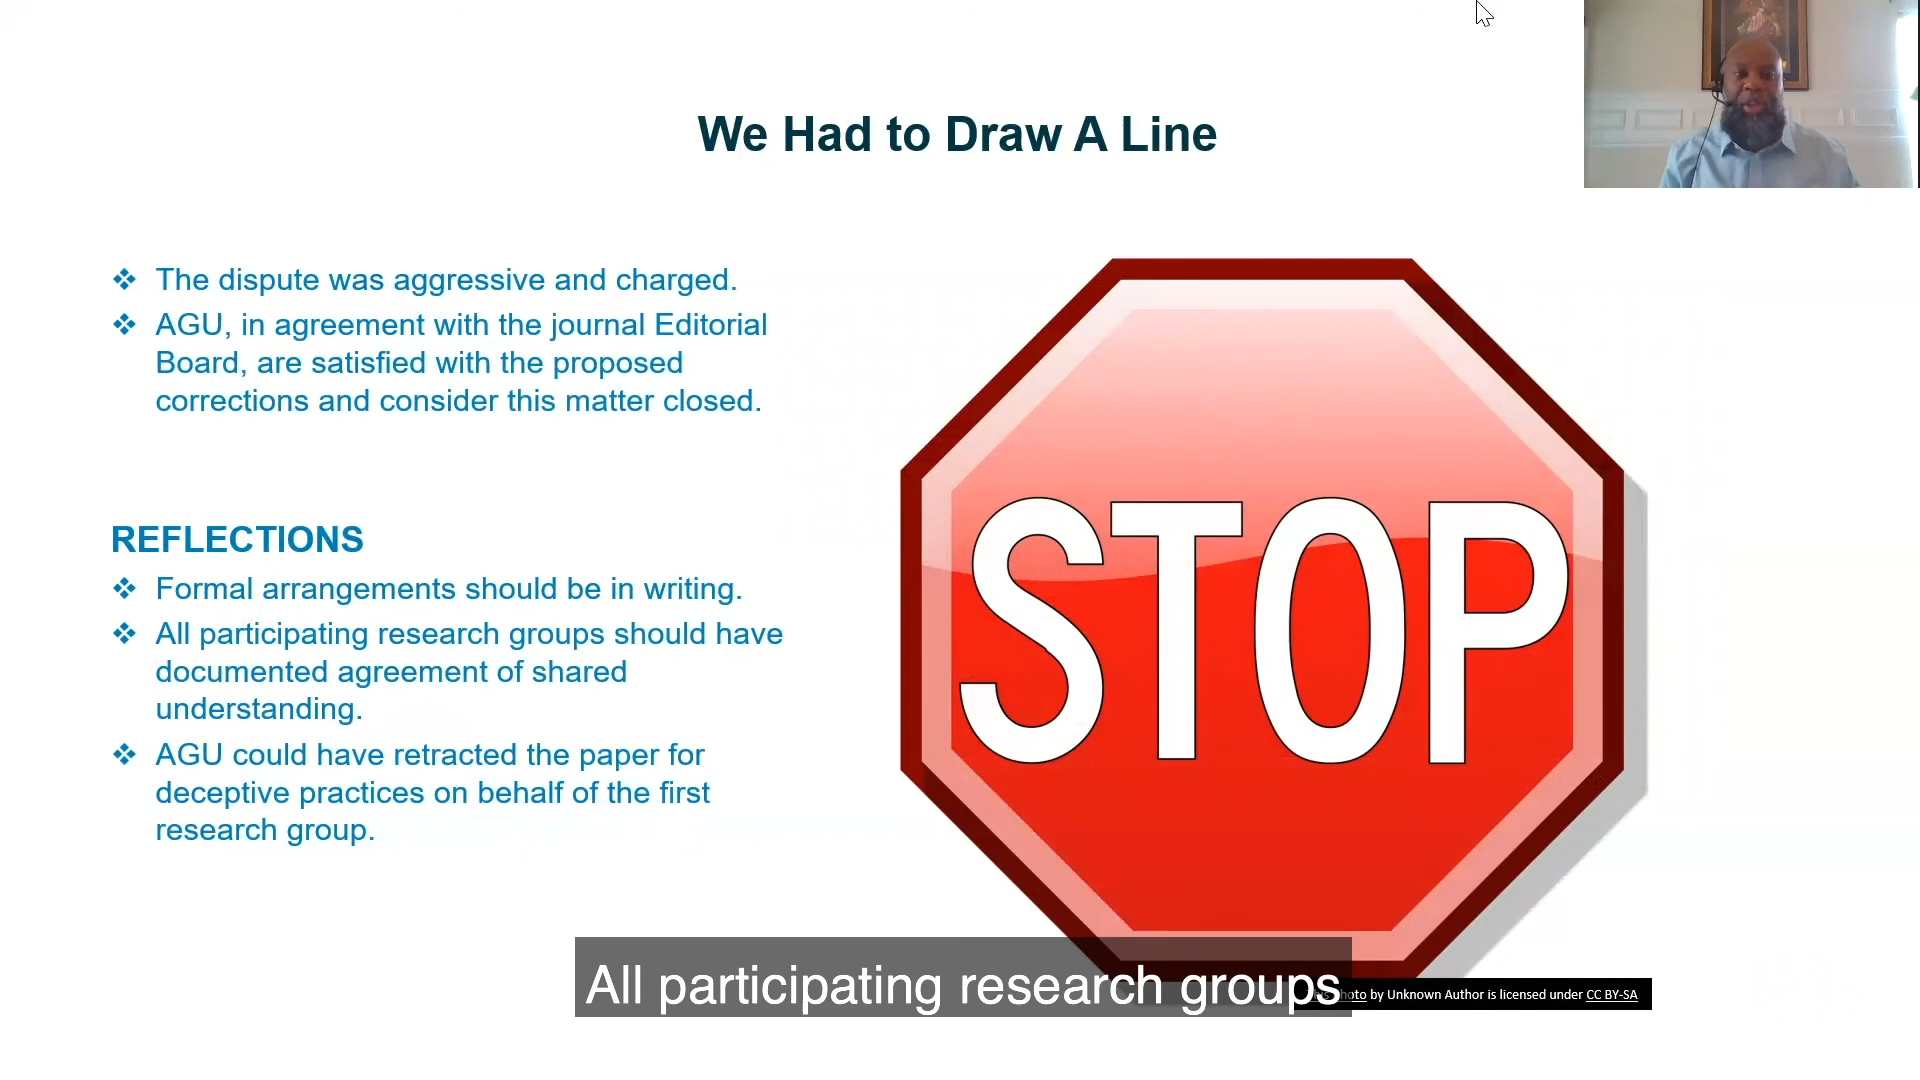 We Had to Draw A Line
❖ The dispute was aggressive and charged.
❖ AGU, in agreement with the journal Editorial
Board, are satisfied with the proposed
corrections and consider this matter closed.
REFLECTIONS
❖ Formal arrangements should be in writing.
❖ All participating research groups should have
documented agreement of shared
understanding.
❖ AGU could have retracted the paper for
deceptive practices on behalf of the first
research group.
STOP
All participating research groups
by Unknown Author is licensed under CC BY-SA